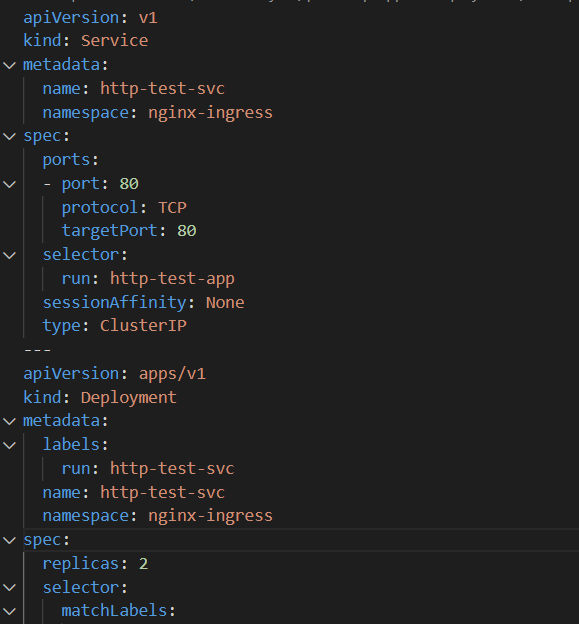 apiVersion: v1
kind: Service
metadata:
  name: http-test-svc
  namespace: nginx-ingress
spec:
  ports:
  - port: 80
    protocol: TCP
    targetPort: 80
  selector:
    run: http-test-app
  sessionAffinity: None
  type: ClusterIP
---
apiVersion: apps/v1
kind: Deployment
metadata:
  labels:
    run: http-test-svc
  name: http-test-svc
  namespace: nginx-ingress
spec:
  replicas: 2
  selector:
    matchLabels: